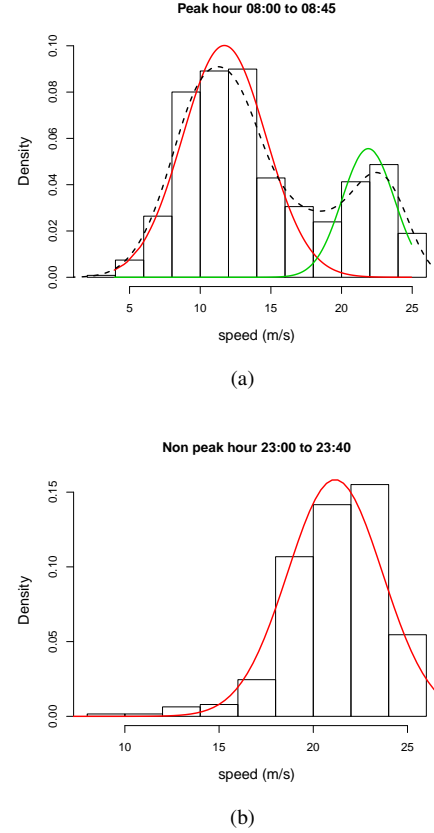 Peak hour 08:00 to 08:45
Density
0.00 0.02 0.04 0.06 0.08 0.10
5 10 15 20 25
speed (m/s)
(a)
Non peak hour 23:00 to 23:40
Density
0.00 0.05 0.10 0.15
10 15 20 25
speed (m/s)
(b)